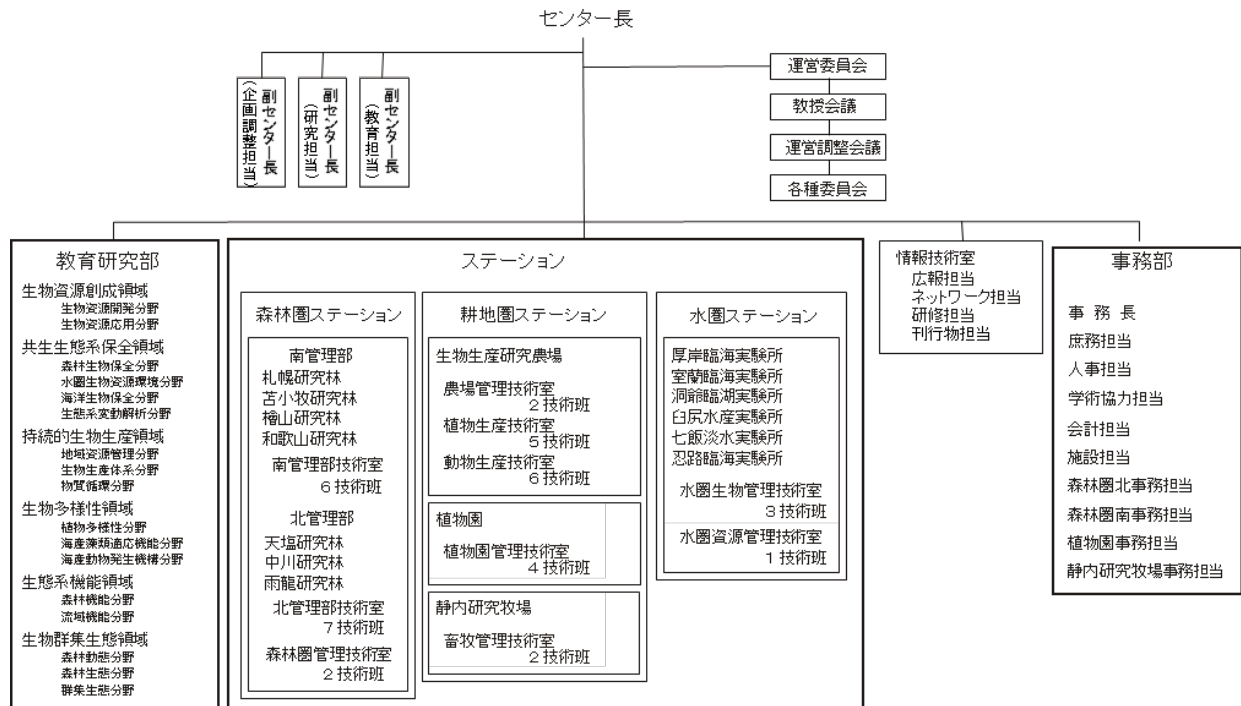 センター長
副センター長
(企画調整担当)
副センター長
(研究担当)
副センター長
(教育担当)
運営委員会
教授会議
運営調整会議
各種委員会
教育研究部
生物資源創成領域
生物資源開発分野
生物資源応用分野
共生生態系保全領域
森林生物保全分野
水圏生物資源環境分野
海洋生物保全分野
生態系変動解析分野
持続的生物生産領域
地域資源管理分野
生物生産体系分野
物質循環分野
生物多様性領域
植物多様性分野
海産藻類適応機能分野
海産動物発生機構分野
生態系機能領域
森林機能分野
流域機能分野
生物群集生態領域
森林動態分野
森林生態分野
群集生態分野
ステーション
森林圏ステーション
南管理部
札幌研究林
苫小牧研究林
檜山研究林
和歌山研究林
南管理部技術室
6技術班
北管理部
天塩研究林
中川研究林
雨龍研究林
北管理部技術室
7技術班
森林圏管理技術室
2技術班
耕地圏ステーション
生物生産研究農場
農場管理技術室
2技術班
植物生産技術室
5技術班
動物生産技術室
6技術班
植物園
植物園管理技術室
4技術班
静内研究牧場
畜牧管理技術室
2技術班
水圏ステーション
厚岸臨海実験所
室蘭臨海実験所
洞爺臨湖実験所
臼尻水産実験所
七飯淡水実験所
忍路臨海実験所
水圏生物管理技術室
3技術班
水圏資源管理技術室
1技術班
情報技術室
広報担当
ネットワーク担当
研修担当
刊行物担当
事務部
事 務 長
庶務担当
人事担当
学術協力担当
会計担当
施設担当
森林圏北事務担当
森林圏南事務担当
植物園事務担当
静内研究牧場事務担当